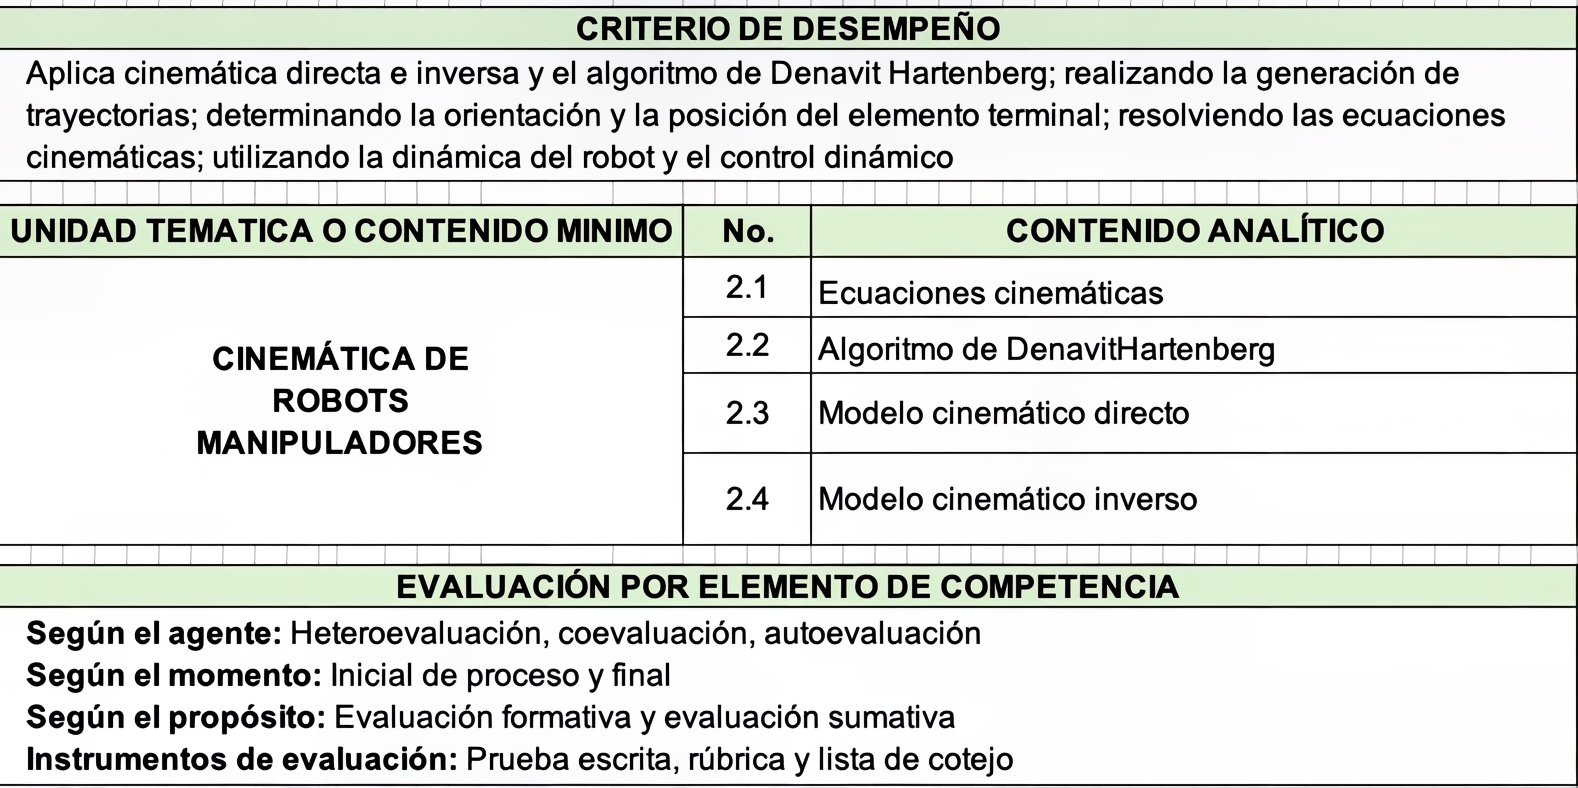 CRITERIO DE DESEMPEÑO
Aplica cinemática directa e inversa y el algoritmo de Denavit Hartenberg; realizando la generación de
trayectorias; determinando la orientación y la posición del elemento terminal; resolviendo las ecuaciones
cinemáticas; utilizando la dinámica del robot y el control dinámico
UNIDAD TEMATICA O CONTENIDO MINIMO No. CONTENIDO ANALÍTICO
CINEMÁTICA DE
ROBOTS
MANIPULADORES
2.1 Ecuaciones cinemáticas
2.2 Algoritmo de DenavitHartenberg
2.3 Modelo cinemático directo
2.4 Modelo cinemático inverso
EVALUACIÓN POR ELEMENTO DE COMPETENCIA
Según el agente: Heteroevaluación, coevaluación, autoevaluación
Según el momento: Inicial de proceso y final
Según el propósito: Evaluación formativa y evaluación sumativa
Instrumentos de evaluación: Prueba escrita, rúbrica y lista de cotejo